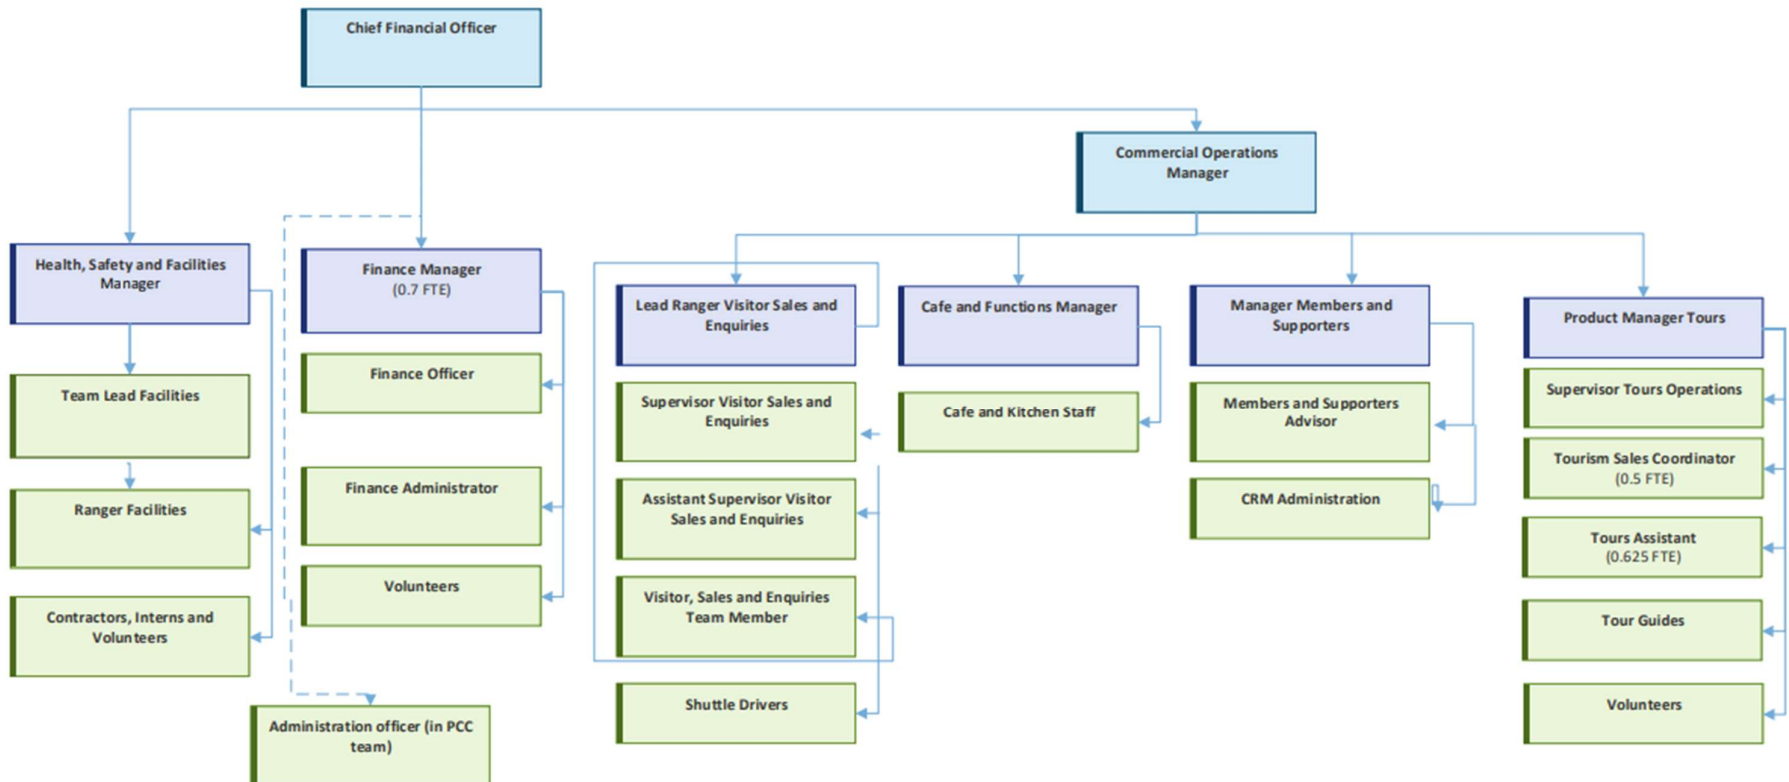 Chief Financial Officer
Commercial Operations
Manager
Health, Safety and Facilities
Manager
Team Lead Facilities
Ranger Facilities
Contractors, Interns and
Volunteers
Finance Manager
(0.7 FTE)
Finance Officer
Finance Administrator
Volunteers
Administration officer (in PCC
team)
Lead Ranger Visitor Sales and
Enquiries
Supervisor Visitor Sales and
Enquiries
Assistant Supervisor Visitor
Sales and Enquiries
Visitor, Sales and Enquiries
Team Member
Shuttle Drivers
Cafe and Functions Manager
Cafe and Kitchen Staff
Manager Members and
Supporters
Members and Supporters
Advisor
CRM Administration
Product Manager Tours
Supervisor Tours Operations
Tourism Sales Coordinator
(0.5 FTE)
Tours Assistant
(0.625 FTE)
Tour Guides
Volunteers